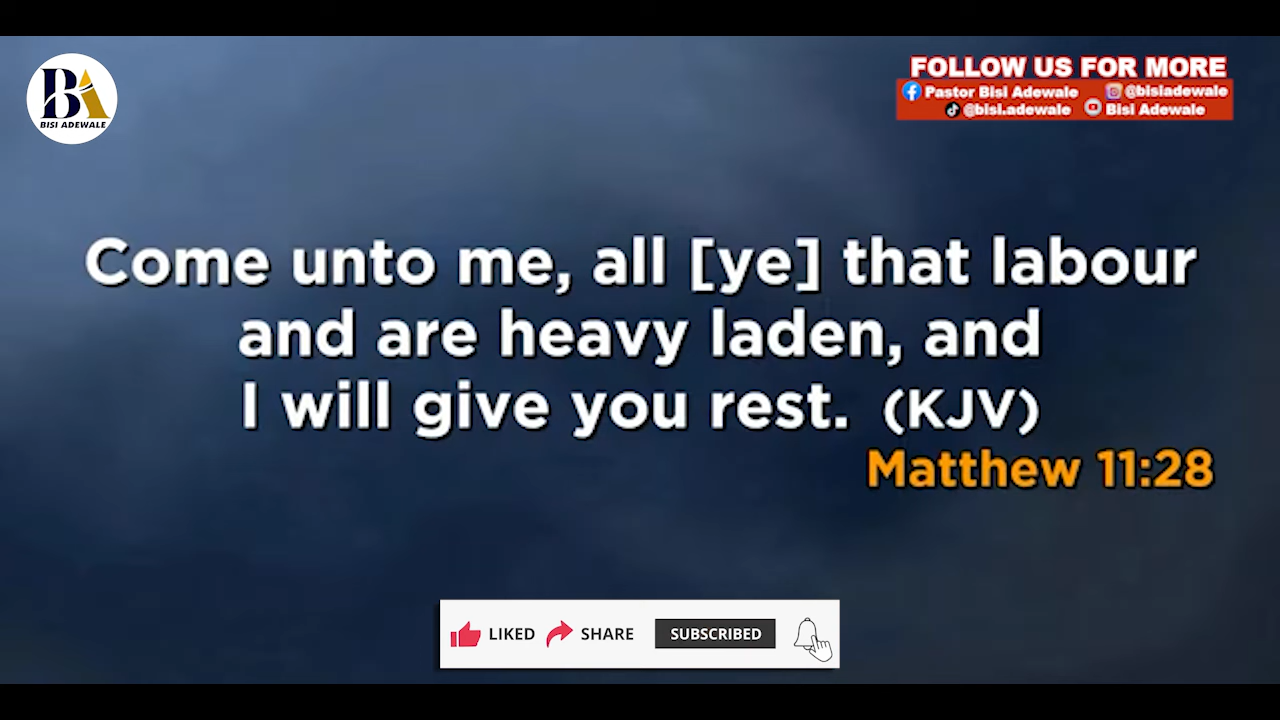 BA
BISI ADEWALE
FOLLOW US FOR MORE
Pastor Bisi Adewale @bisiadewale
@bisi.adewale Bisi Adewale
Come unto me, all [ye] that labour
and are heavy laden, and
I will give you rest. (KJV)
Matthew 11:28
LIKED SHARE SUBSCRIBED